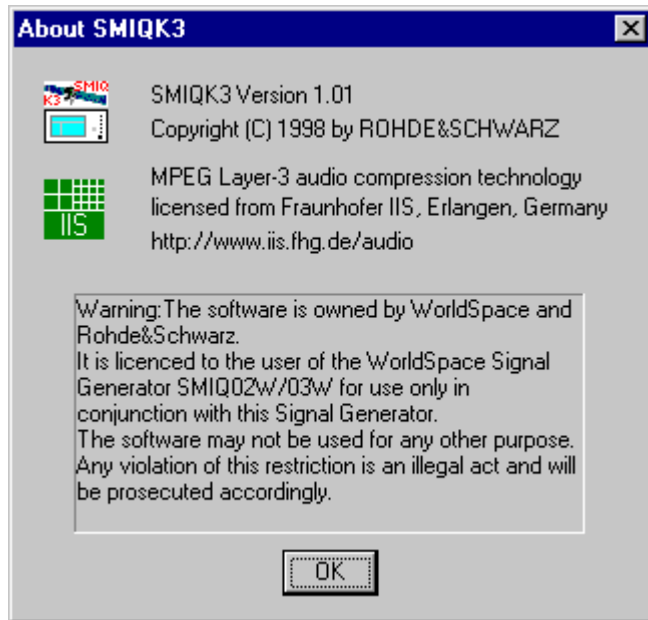 About SMIQK3
SMIQ
K3
SMIQK3 Version 1.01
Copyright (C) 1998 by ROHDE&SCHWARZ
IIS
MPEG Layer-3 audio compression technology
licensed from Fraunhofer IIS, Erlangen, Germany
http://www.iis.fhg.de/audio
Warning:The software is owned by WorldSpace and
Rohde&Schwarz.
It is licenced to the user of the WorldSpace Signal
Generator SMIQ02W/03W for use only in
conjunction with this Signal Generator.
The software may not be used for any other purpose.
Any violation of this restriction is an illegal act and will
be prosecuted accordingly.
OK